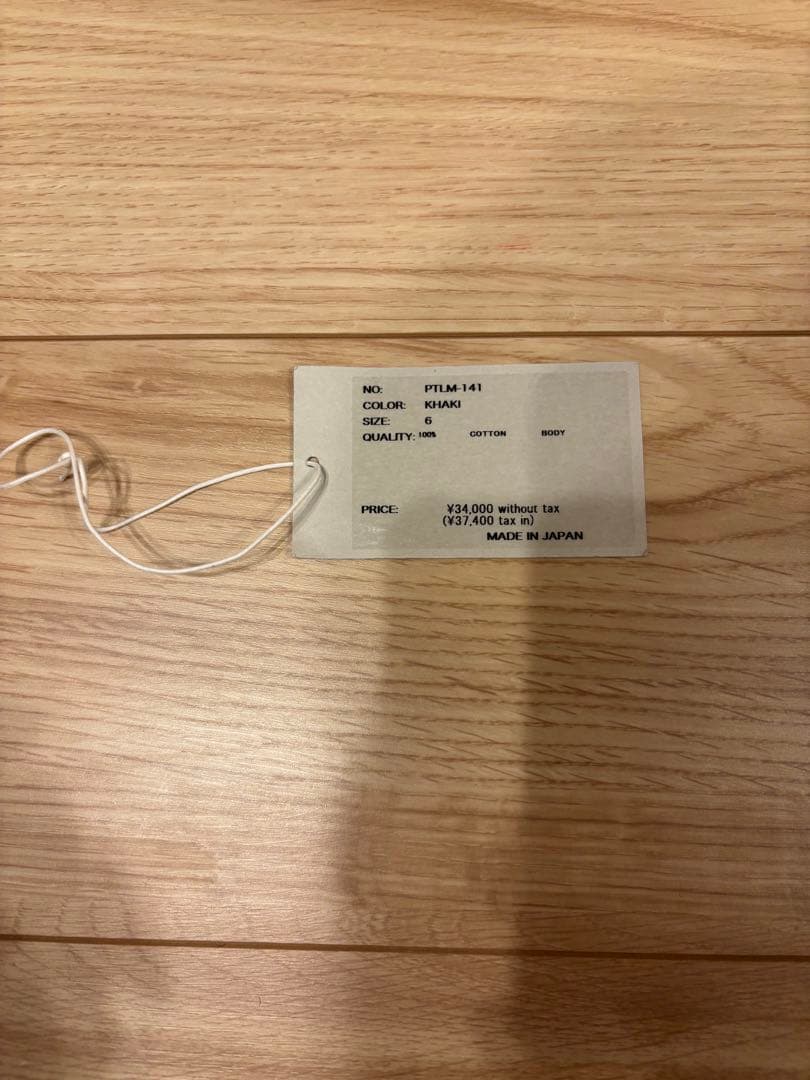 NO: PTLM-141
COLOR: KHAKI
SIZE: 6
QUALITY: 100% COTTON BODY
PRICE: ¥34,000 without tax
(¥37,400 tax in)
MADE IN JAPAN